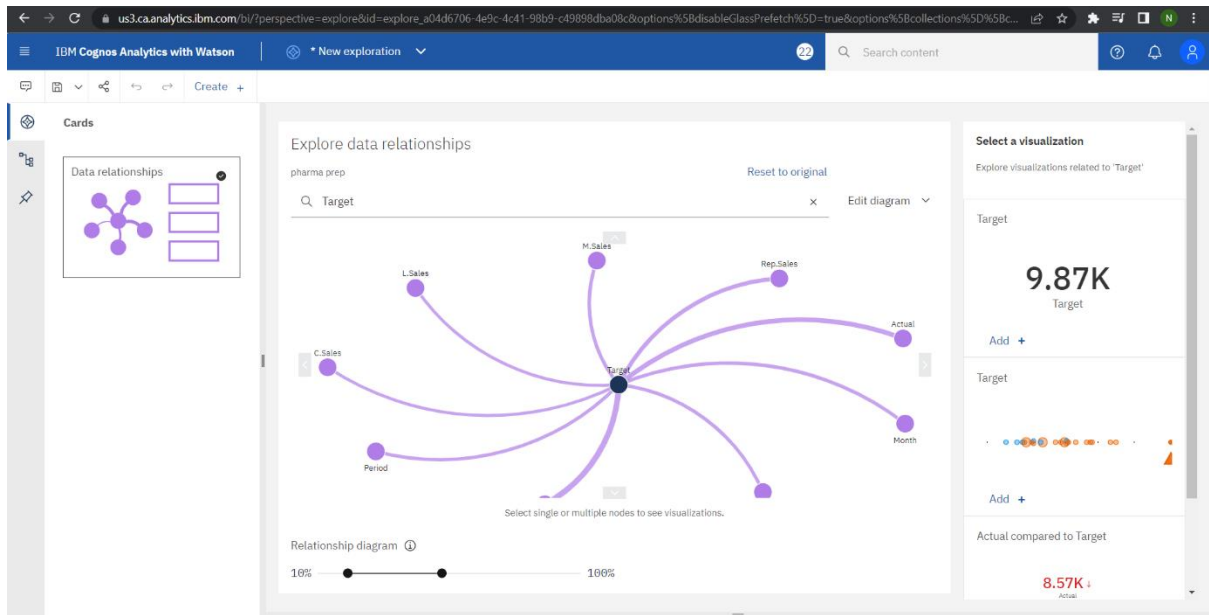 us3.ca.analytics.ibm.com/bi/?perspective=explore&id=explore_a04d6706-4e9c-4c41-98b9-c49898dba08c&options%5BdisableGlassPrefetch%5D=true&options%5Bcollections%5D%5Bc...
N
IBM Cognos Analytics with Watson
* New exploration
22
Search content
Create +
Cards
Data relationships
Explore data relationships
pharma prep
Reset to original
Target
×
Edit diagram
M.Sales
Rep.Sales
L.Sales
Actual
C.Sales
Target
Month
Period
Select single or multiple nodes to see visualizations.
Relationship diagram
10%
100%
Select a visualization
Explore visualizations related to 'Target'
Target
9.87K
Target
Add +
Target
Add +
Actual compared to Target
8.57K↓
Actual